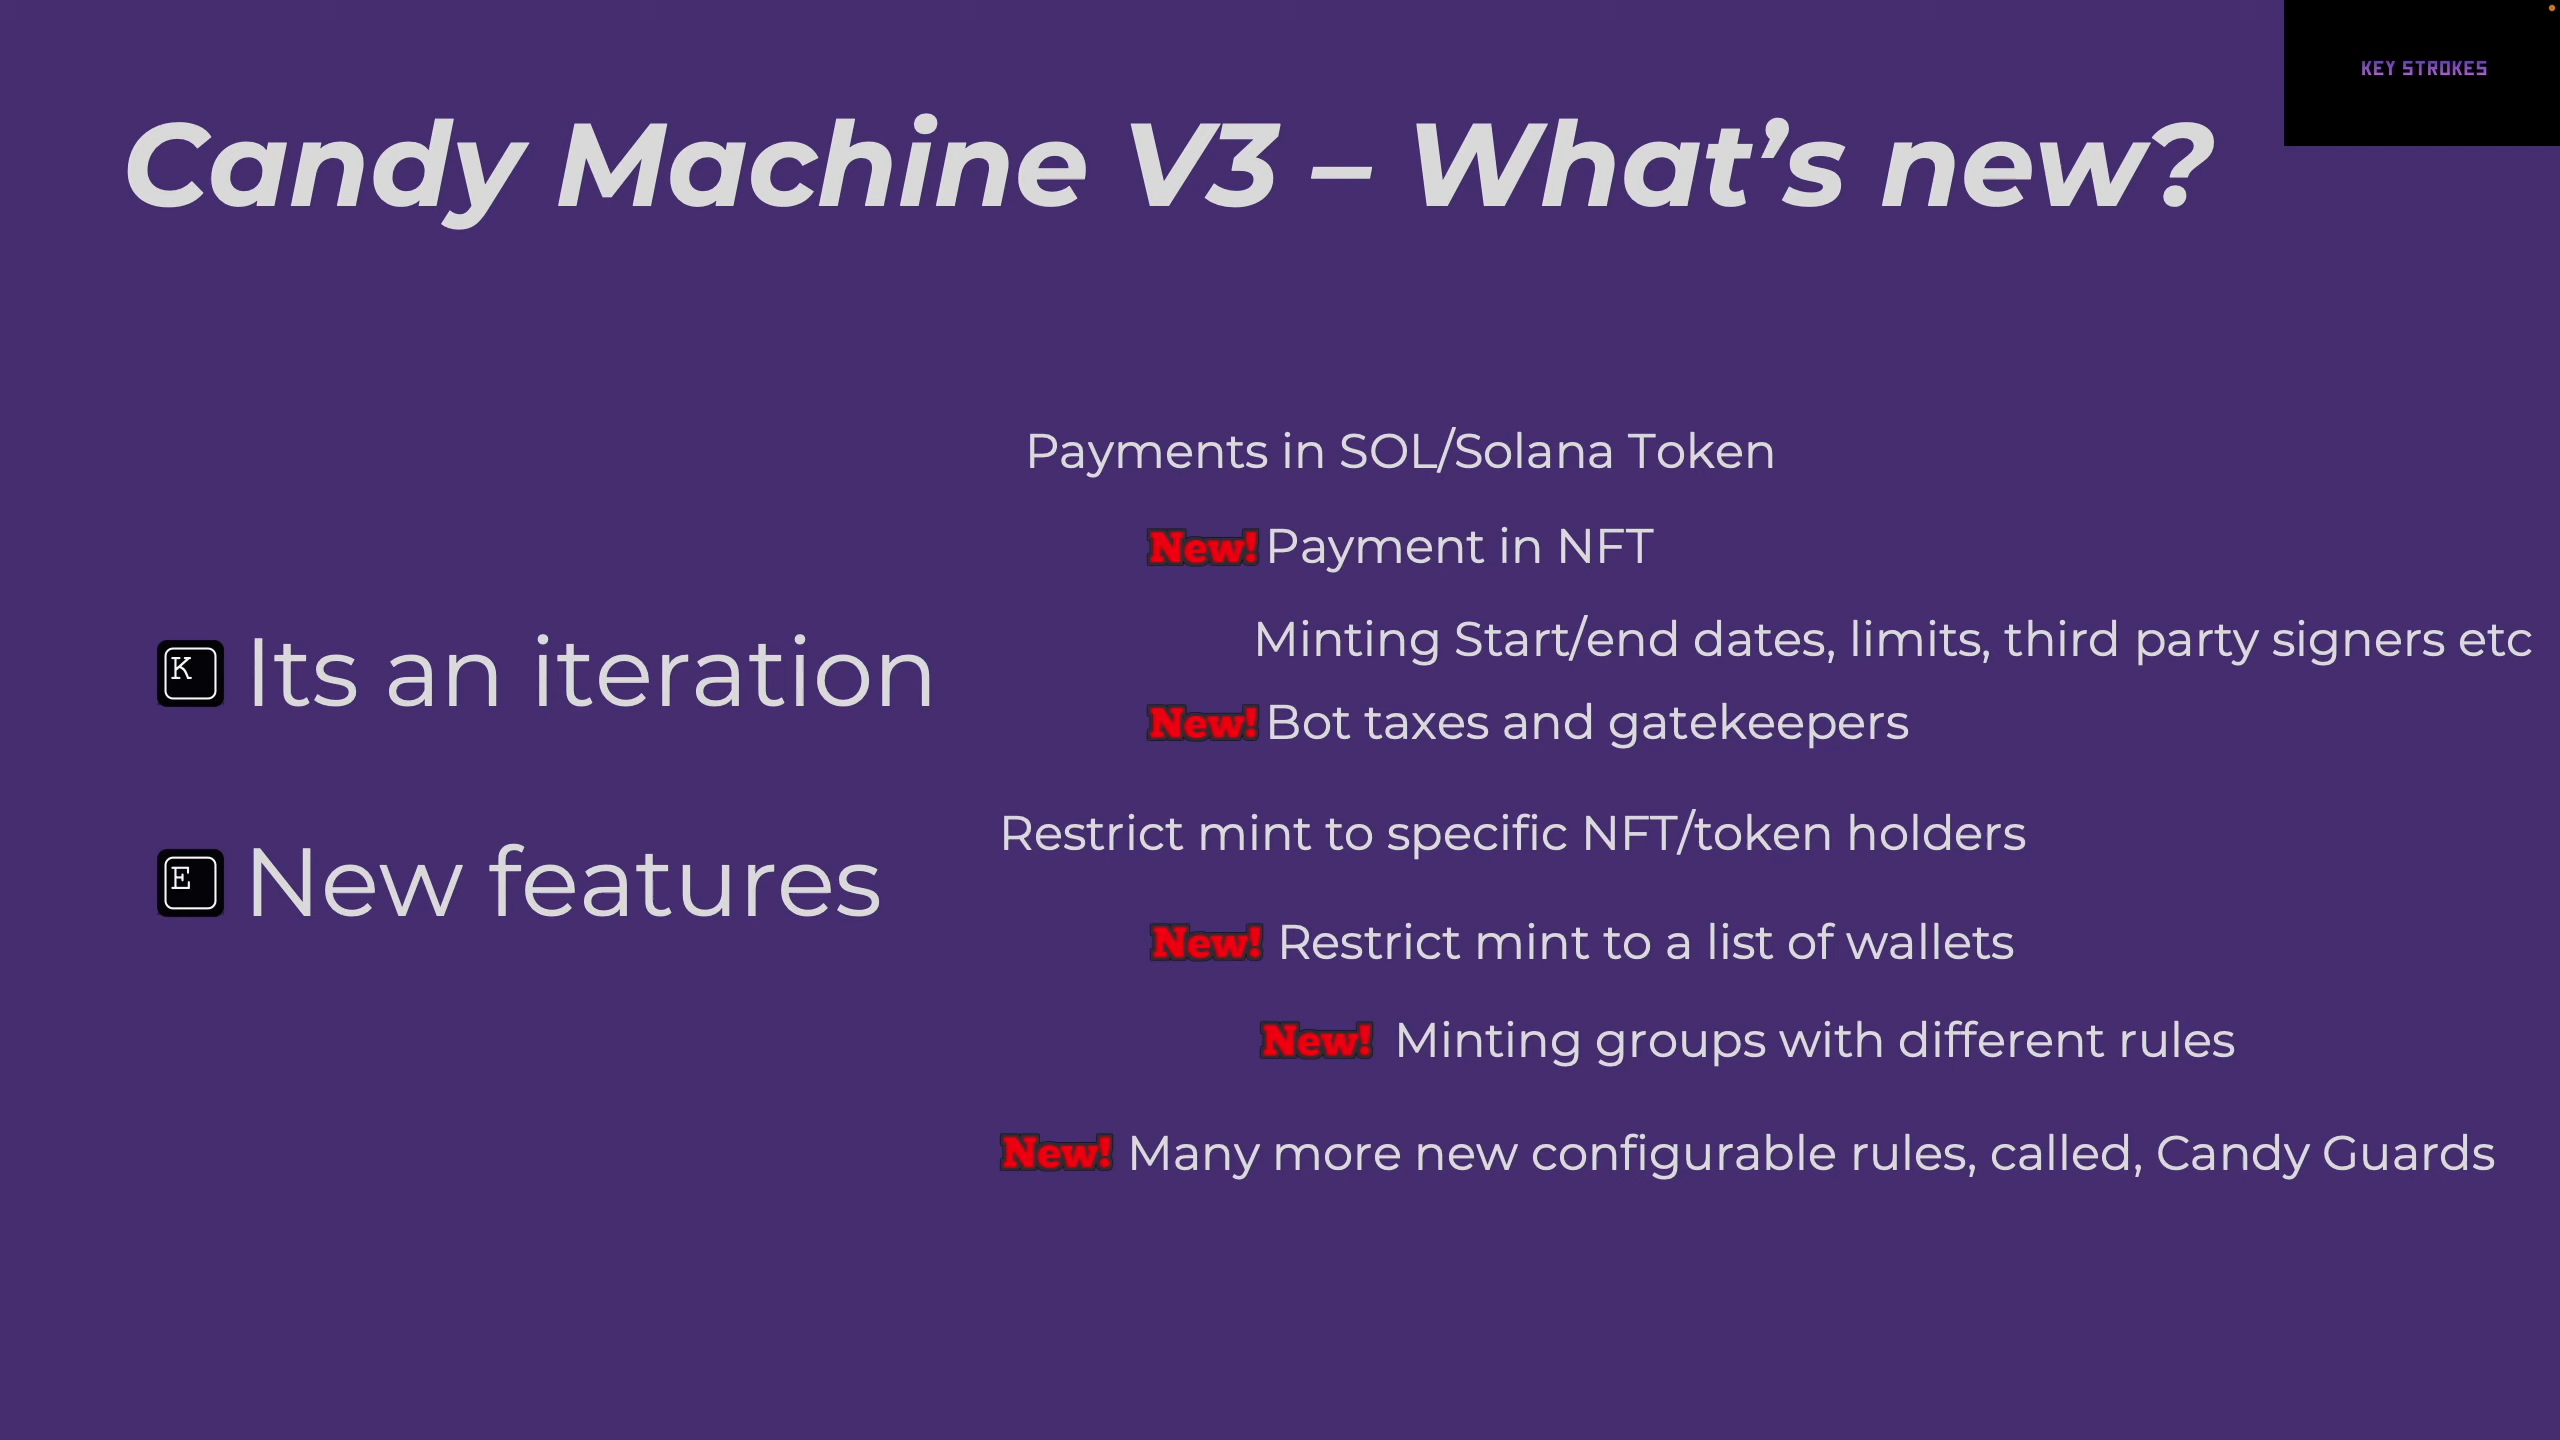 KEY STROKES
Candy Machine V3 – What’s new?
Payments in SOL/Solana Token
New! Payment in NFT
Minting Start/end dates, limits, third party signers etc
K Its an iteration
New! Bot taxes and gatekeepers
Restrict mint to specific NFT/token holders
E New features
New! Restrict mint to a list of wallets
New! Minting groups with different rules
New! Many more new configurable rules, called, Candy Guards